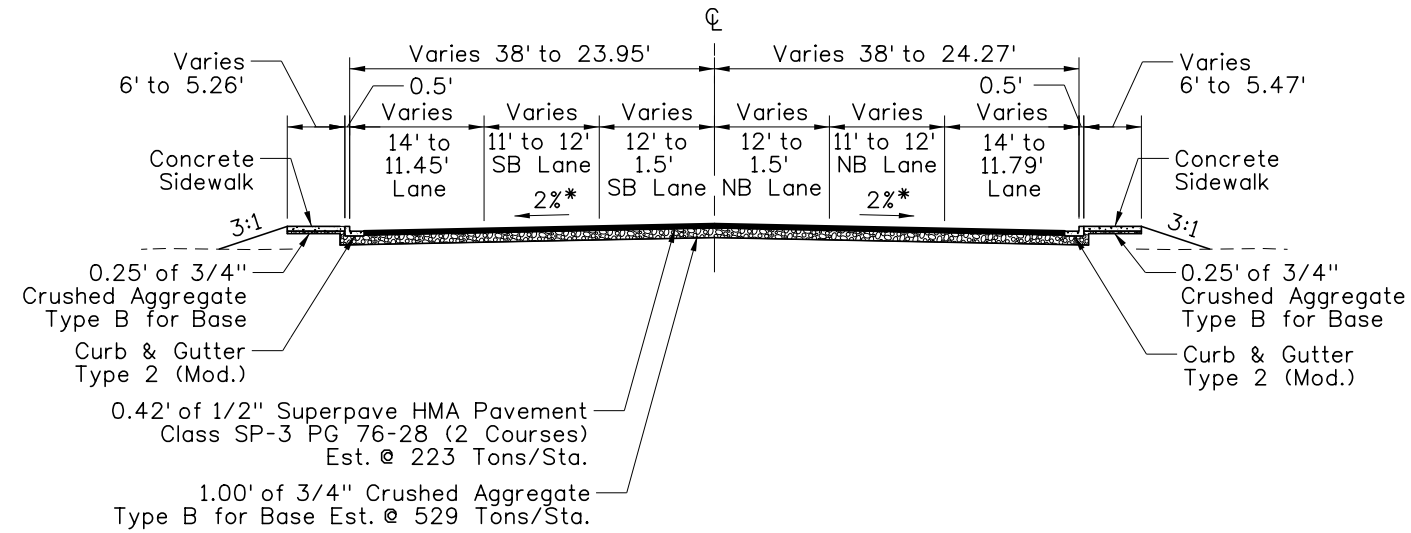 ℄
Varies 38' to 23.95'
Varies 38' to 24.27'
Varies
6' to 5.26'
0.5'
0.5'
Varies
6' to 5.47'
Varies
14' to
11.45'
Lane
Varies
11' to 12'
SB Lane
Varies
12' to
1.5'
SB Lane
Varies
12' to
1.5'
NB Lane
Varies
11' to 12'
NB Lane
Varies
14' to
11.79'
Lane
Concrete
Sidewalk
2%*
2%*
Concrete
Sidewalk
3:1
3:1
0.25' of 3/4"
Crushed Aggregate
Type B for Base
0.25' of 3/4"
Crushed Aggregate
Type B for Base
Curb & Gutter
Type 2 (Mod.)
Curb & Gutter
Type 2 (Mod.)
0.42' of 1/2" Superpave HMA Pavement
Class SP-3 PG 76-28 (2 Courses)
Est. @ 223 Tons/Sta.
1.00' of 3/4" Crushed Aggregate
Type B for Base Est. @ 529 Tons/Sta.